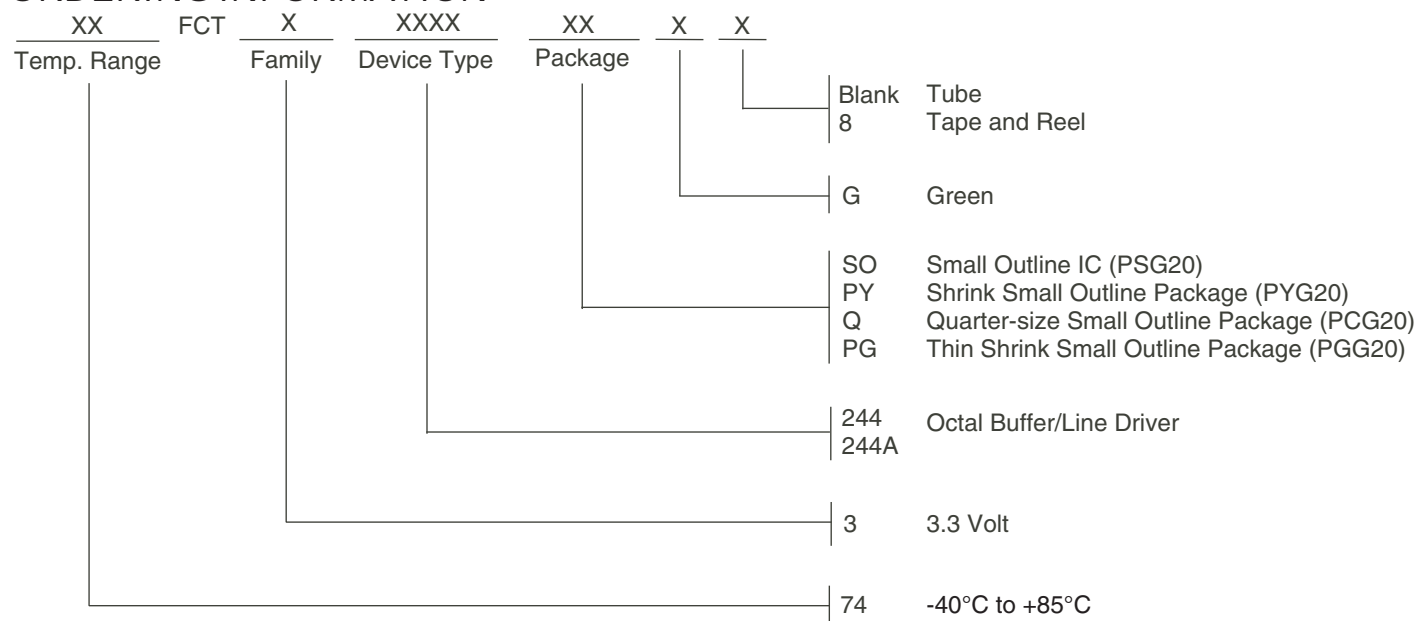 ORDERING INFORMATION
XX FCT X XXXX XX X X
Temp. Range Family Device Type Package
Blank Tube
8 Tape and Reel
G Green
SO Small Outline IC (PSG20)
PY Shrink Small Outline Package (PYG20)
Q Quarter-size Small Outline Package (PCG20)
PG Thin Shrink Small Outline Package (PGG20)
244 Octal Buffer/Line Driver
244A
3 3.3 Volt
74 -40°C to +85°C